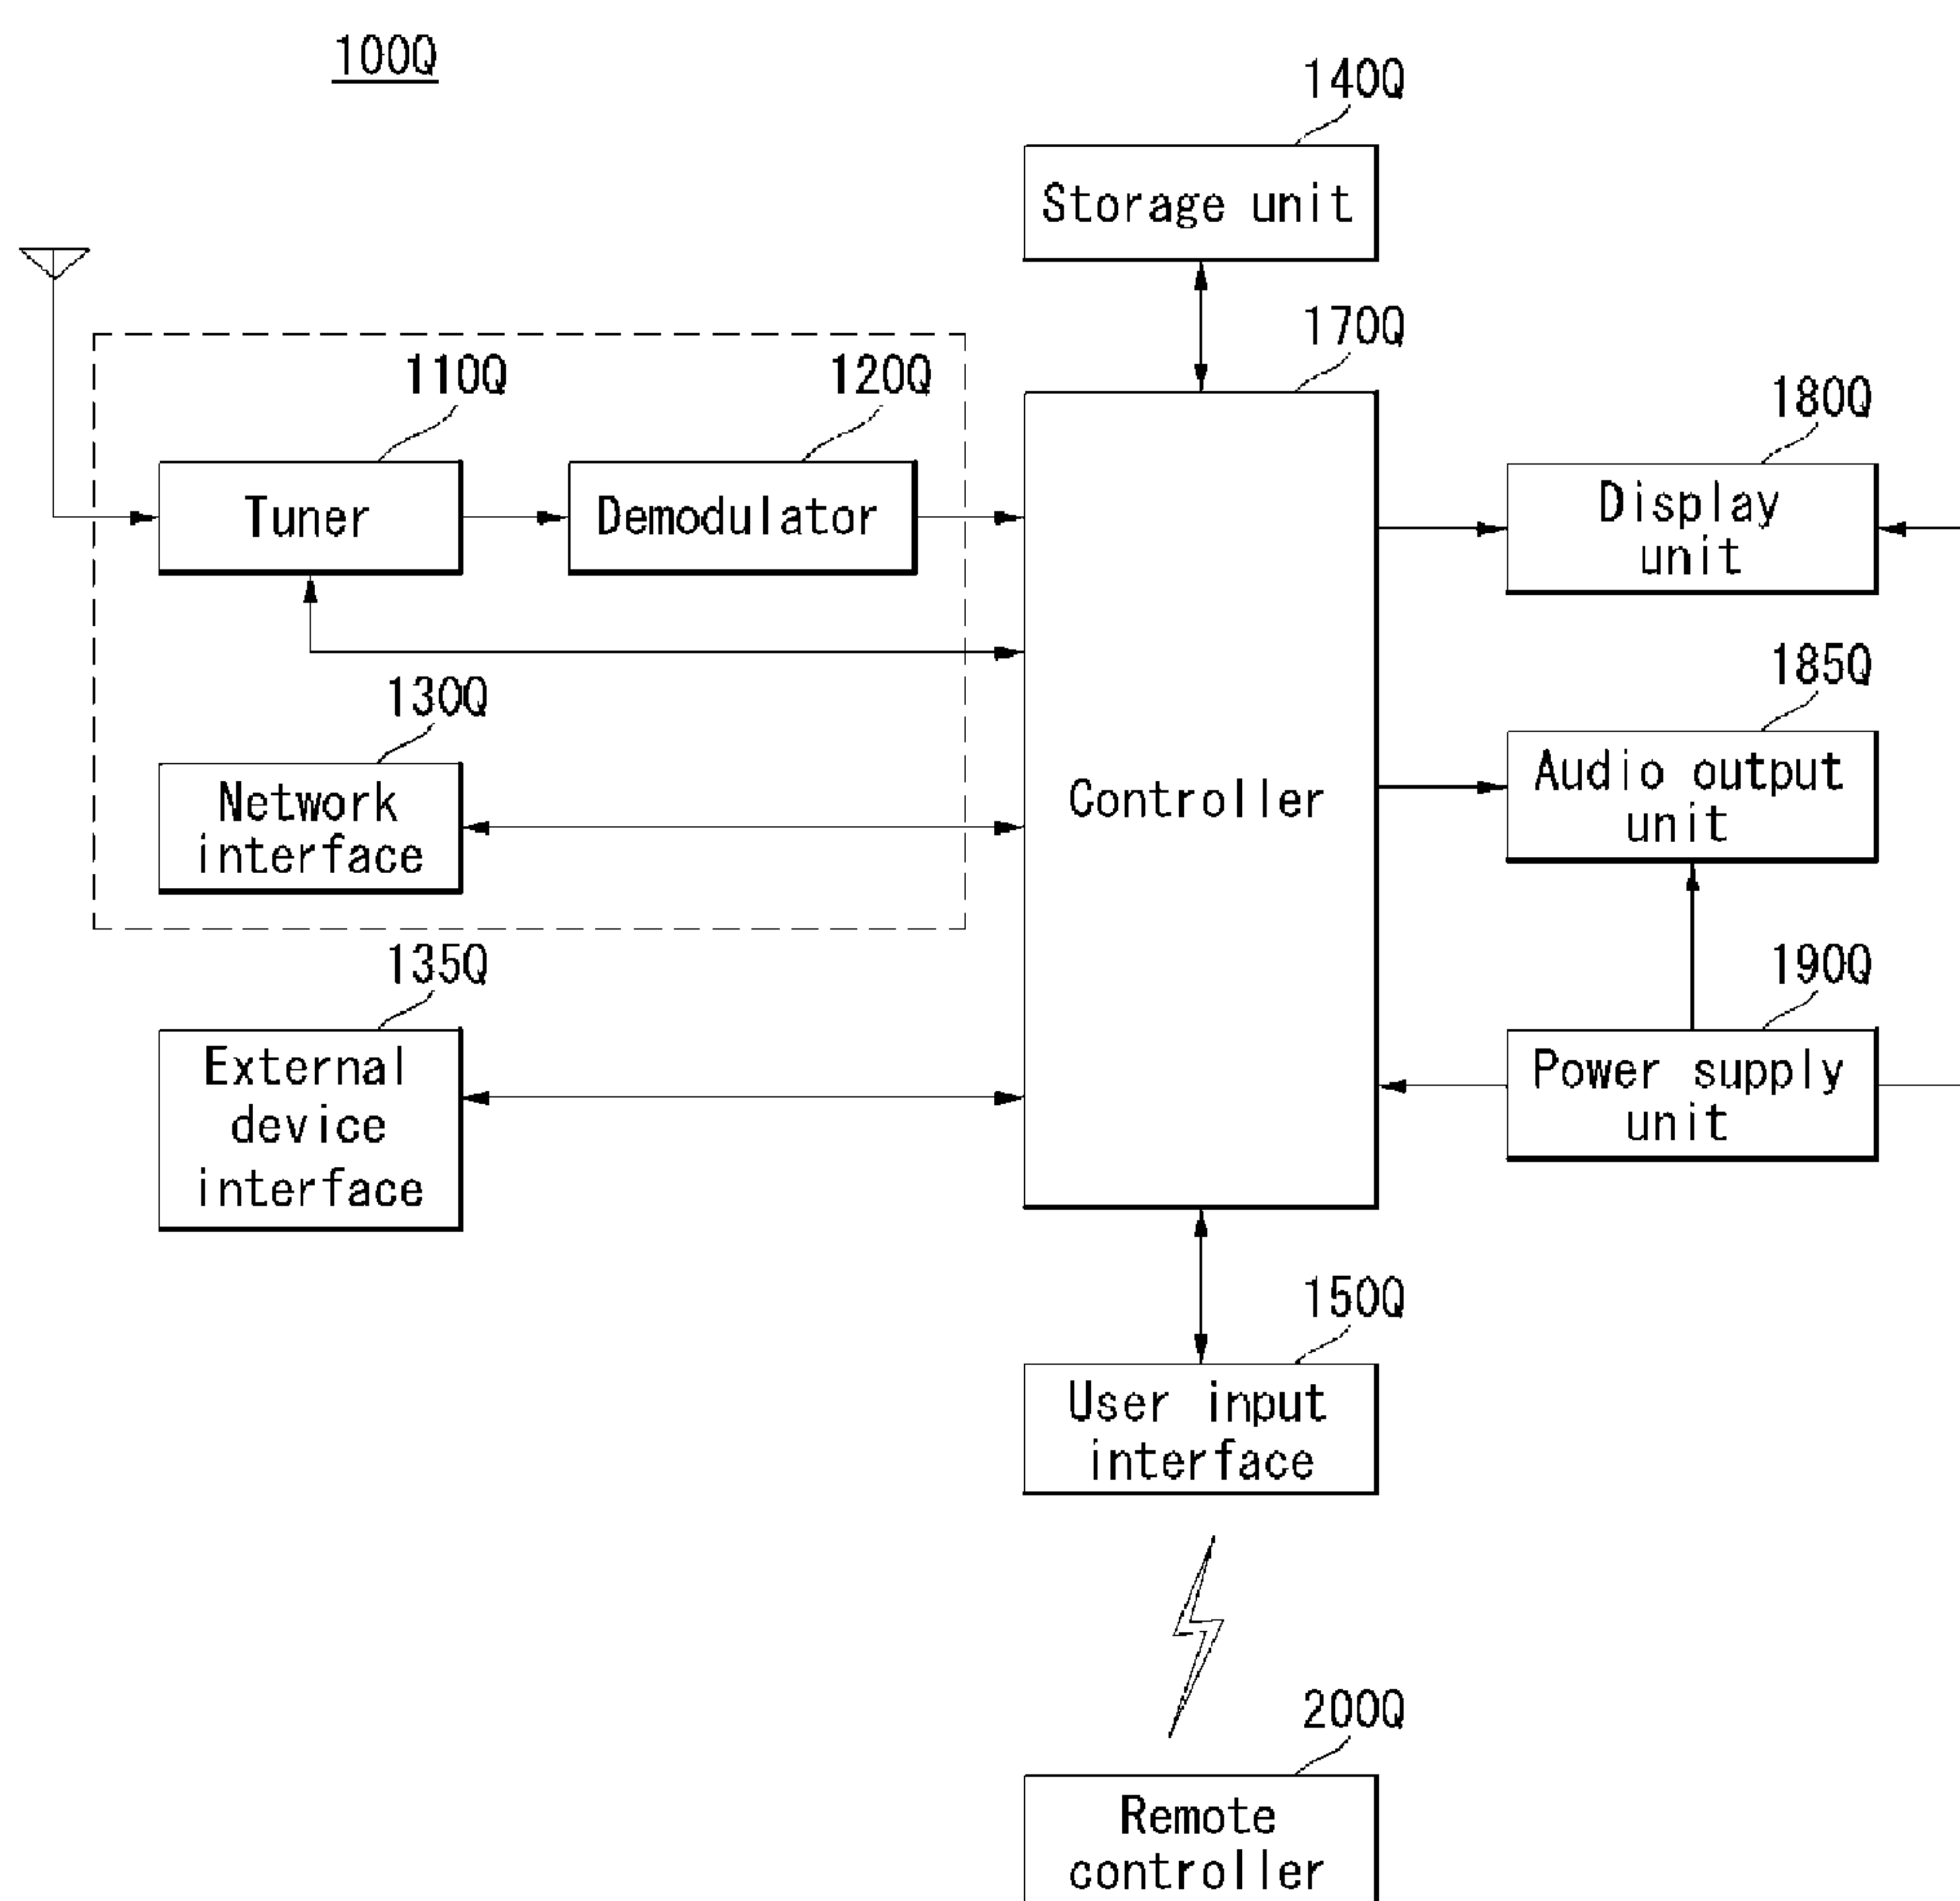 100Q
140Q
Storage unit
170Q
110Q
120Q
180Q
Tuner
Demodulator
Display
unit
130Q
185Q
Network
interface
Controller
Audio output
unit
135Q
190Q
External
device
interface
Power supply
unit
150Q
User input
interface
200Q
Remote
controller